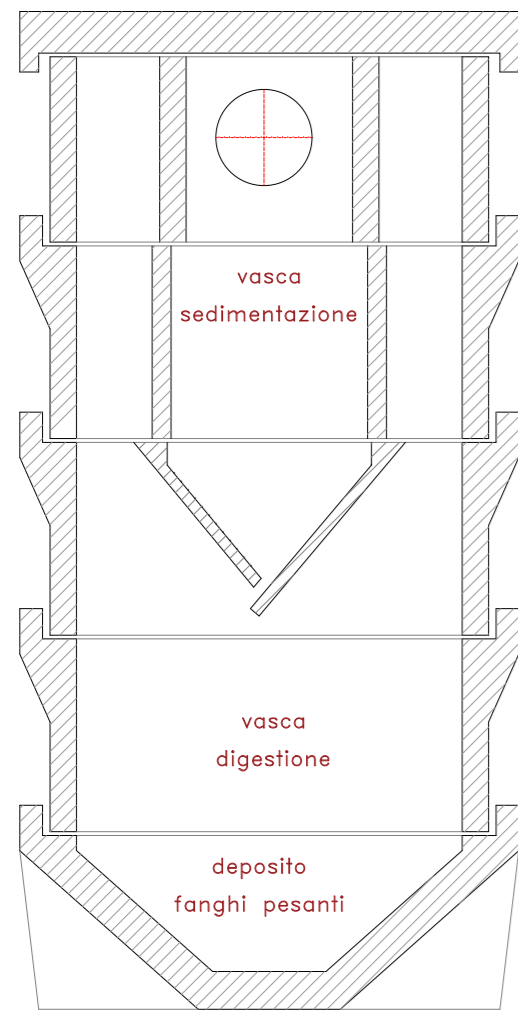 vasca
sedimentazione
vasca
digestione
deposito
fanghi pesanti